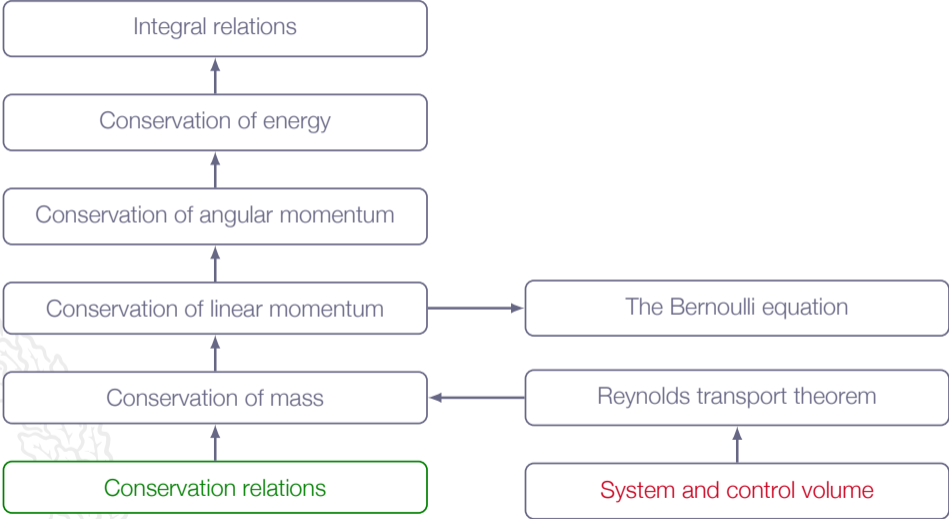 Integral relations
Conservation of energy
Conservation of angular momentum
Conservation of linear momentum
The Bernoulli equation
Conservation of mass
Reynolds transport theorem
Conservation relations
System and control volume